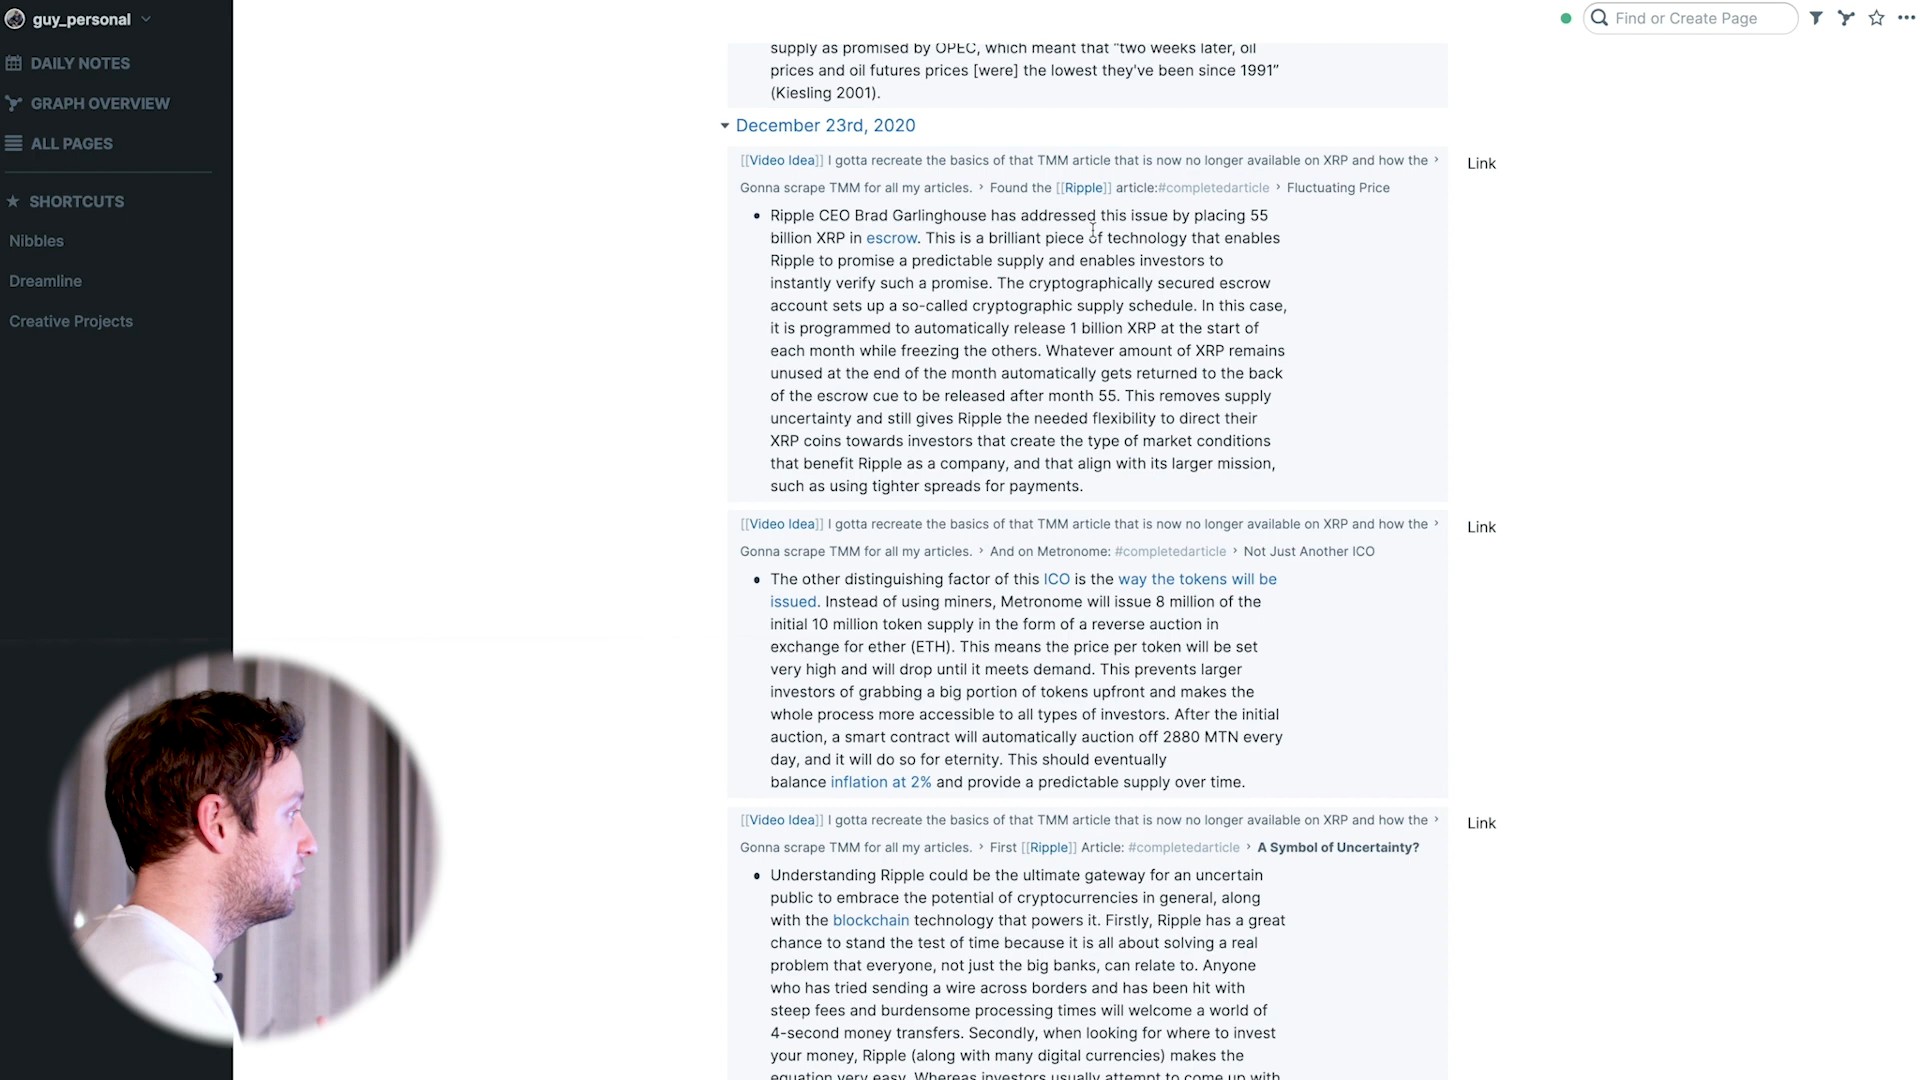 guy_personal
Find or Create Page
DAILY NOTES
GRAPH OVERVIEW
ALL PAGES
SHORTCUTS
Nibbles
Dreamline
Creative Projects
supply as promised by OPEC, which meant that “two weeks later, oil
prices and oil futures prices [were] the lowest they've been since 1991”
(Kiesling 2001).
December 23rd, 2020
[[Video Idea]] I gotta recreate the basics of that TMM article that is now no longer available on XRP and how the ›
Link
Gonna scrape TMM for all my articles. › Found the [[Ripple]] article:#completedarticle › Fluctuating Price
• Ripple CEO Brad Garlinghouse has addressed this issue by placing 55
billion XRP in escrow. This is a brilliant piece of technology that enables
Ripple to promise a predictable supply and enables investors to
instantly verify such a promise. The cryptographically secured escrow
account sets up a so-called cryptographic supply schedule. In this case,
it is programmed to automatically release 1 billion XRP at the start of
each month while freezing the others. Whatever amount of XRP remains
unused at the end of the month automatically gets returned to the back
of the escrow cue to be released after month 55. This removes supply
uncertainty and still gives Ripple the needed flexibility to direct their
XRP coins towards investors that create the type of market conditions
that benefit Ripple as a company, and that align with its larger mission,
such as using tighter spreads for payments.
[[Video Idea]] I gotta recreate the basics of that TMM article that is now no longer available on XRP and how the ›
Link
Gonna scrape TMM for all my articles. › And on Metronome: #completedarticle › Not Just Another ICO
• The other distinguishing factor of this ICO is the way the tokens will be
issued. Instead of using miners, Metronome will issue 8 million of the
initial 10 million token supply in the form of a reverse auction in
exchange for ether (ETH). This means the price per token will be set
very high and will drop until it meets demand. This prevents larger
investors of grabbing a big portion of tokens upfront and makes the
whole process more accessible to all types of investors. After the initial
auction, a smart contract will automatically auction off 2880 MTN every
day, and it will do so for eternity. This should eventually
balance inflation at 2% and provide a predictable supply over time.
[[Video Idea]] I gotta recreate the basics of that TMM article that is now no longer available on XRP and how the ›
Link
Gonna scrape TMM for all my articles. › First [[Ripple]] Article: #completedarticle › A Symbol of Uncertainty?
• Understanding Ripple could be the ultimate gateway for an uncertain
public to embrace the potential of cryptocurrencies in general, along
with the blockchain technology that powers it. Firstly, Ripple has a great
chance to stand the test of time because it is all about solving a real
problem that everyone, not just the big banks, can relate to. Anyone
who has tried sending a wire across borders and has been hit with
steep fees and burdensome processing times will welcome a world of
4-second money transfers. Secondly, when looking for where to invest
your money, Ripple (along with many digital currencies) makes the
equation very easy. Whereas investors usually attempt to come up with